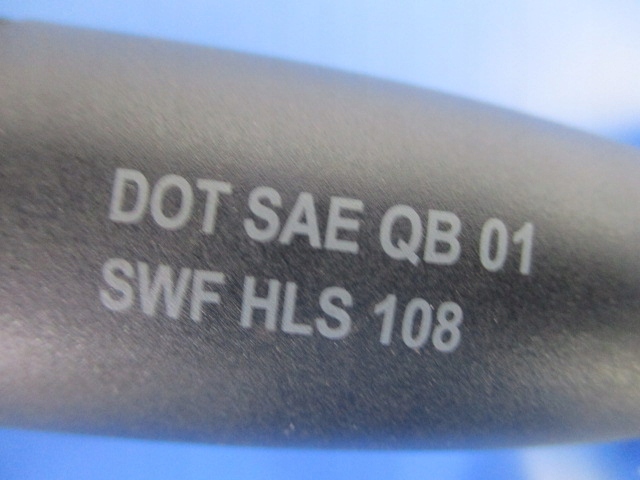 DOT SAE QB 01
SWF HLS 108